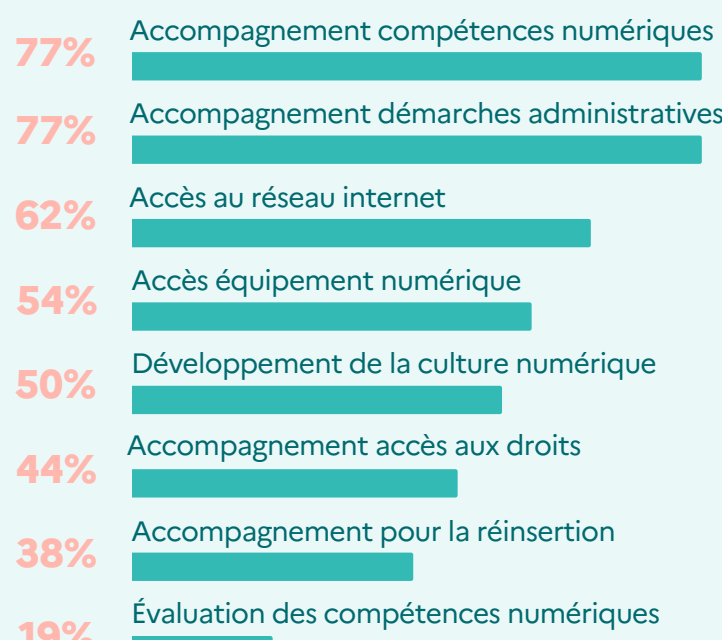 77%
Accompagnement compétences numériques
77%
Accompagnement démarches administratives
62%
Accès au réseau internet
54%
Accès équipement numérique
50%
Développement de la culture numérique
44%
Accompagnement accès aux droits
38%
Accompagnement pour la réinsertion
19%
Évaluation des compétences numériques